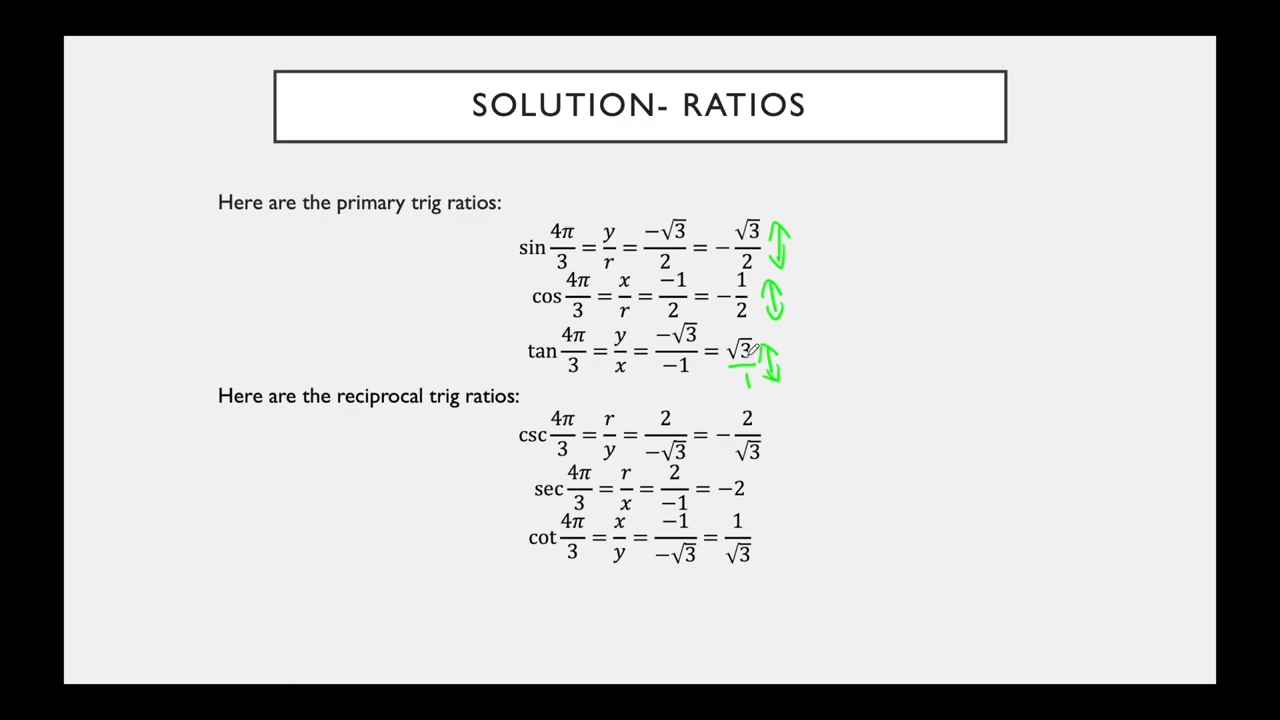 SOLUTION- RATIOS
Here are the primary trig ratios:
sin 4π/3 = y/r = −√3/2 = −√3/2
cos 4π/3 = x/r = −1/2 = −1/2
tan 4π/3 = y/x = −√3/−1 = √3/1
Here are the reciprocal trig ratios:
csc 4π/3 = r/y = 2/−√3 = −2/√3
sec 4π/3 = r/x = 2/−1 = −2
cot 4π/3 = x/y = −1/−√3 = 1/√3